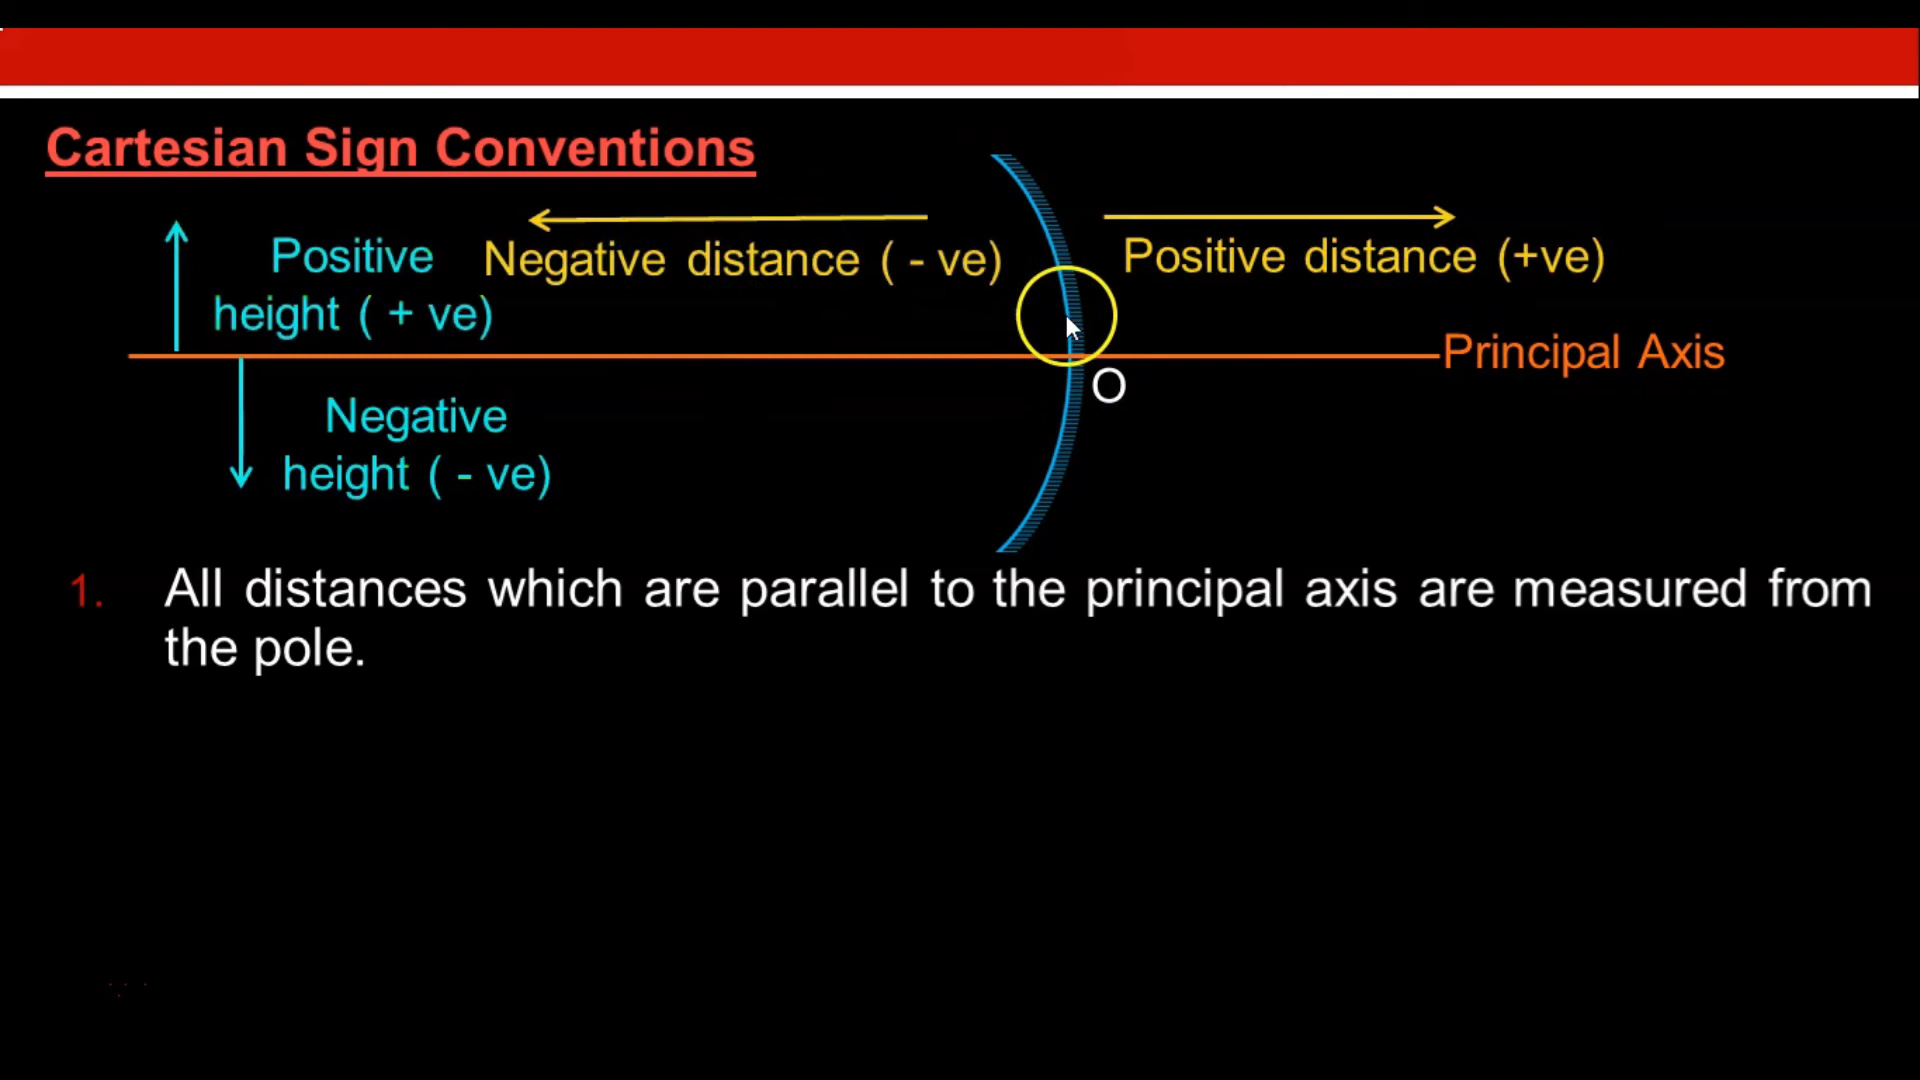 Cartesian Sign Conventions
Positive
height ( + ve)
Negative distance ( - ve)
Positive distance (+ve)
Principal Axis
O
Negative
height ( - ve)
1. All distances which are parallel to the principal axis are measured from
the pole.